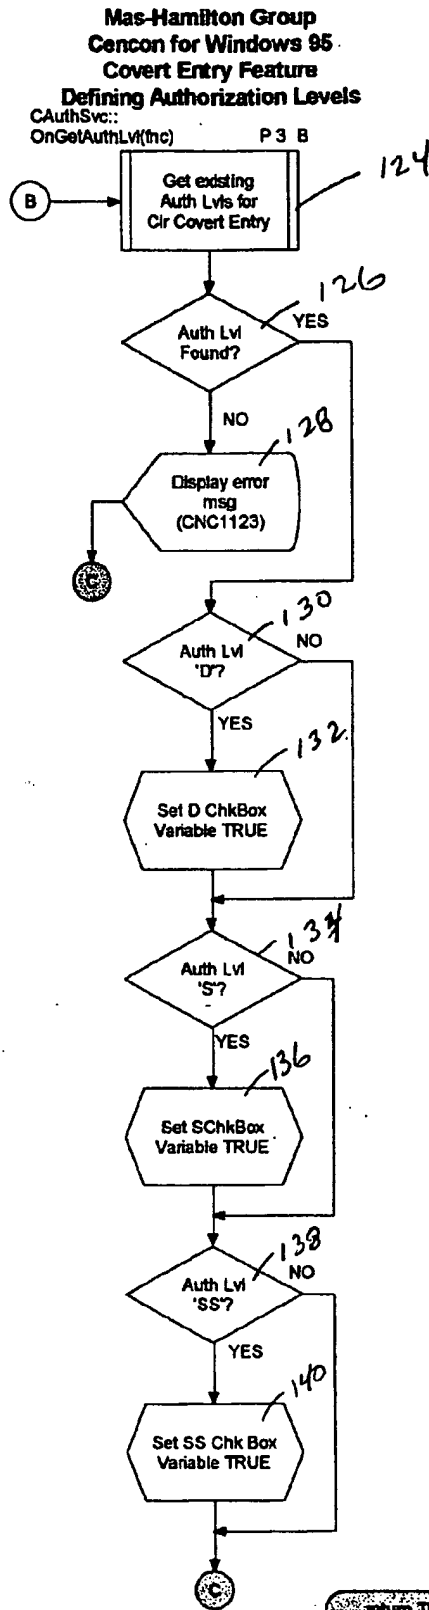 Mas-Hamilton Group
Cencon for Windows 95
Covert Entry Feature
Defining Authorization Levels
CAuthSvc::
OnGetAuthLvl(fnc) P 3 B
B
Get existing
Auth Lvls for
Clr Covert Entry
124
126
Auth Lvl
Found?
YES
NO
128
Display error
msg
(CNC1123)
C
130
Auth Lvl
'D'?
NO
YES
132
Set D ChkBox
Variable TRUE
134
Auth Lvl
'S'?
NO
YES
136
Set SChkBox
Variable TRUE
138
Auth Lvl
'SS'?
NO
YES
140
Set SS Chk Box
Variable TRUE
C